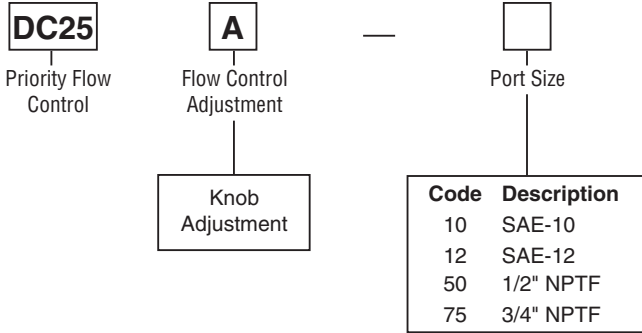 DC25 A —
Priority Flow
Control
Flow Control
Adjustment
Port Size
Knob
Adjustment
Code Description
10 SAE-10
12 SAE-12
50 1/2" NPTF
75 3/4" NPTF